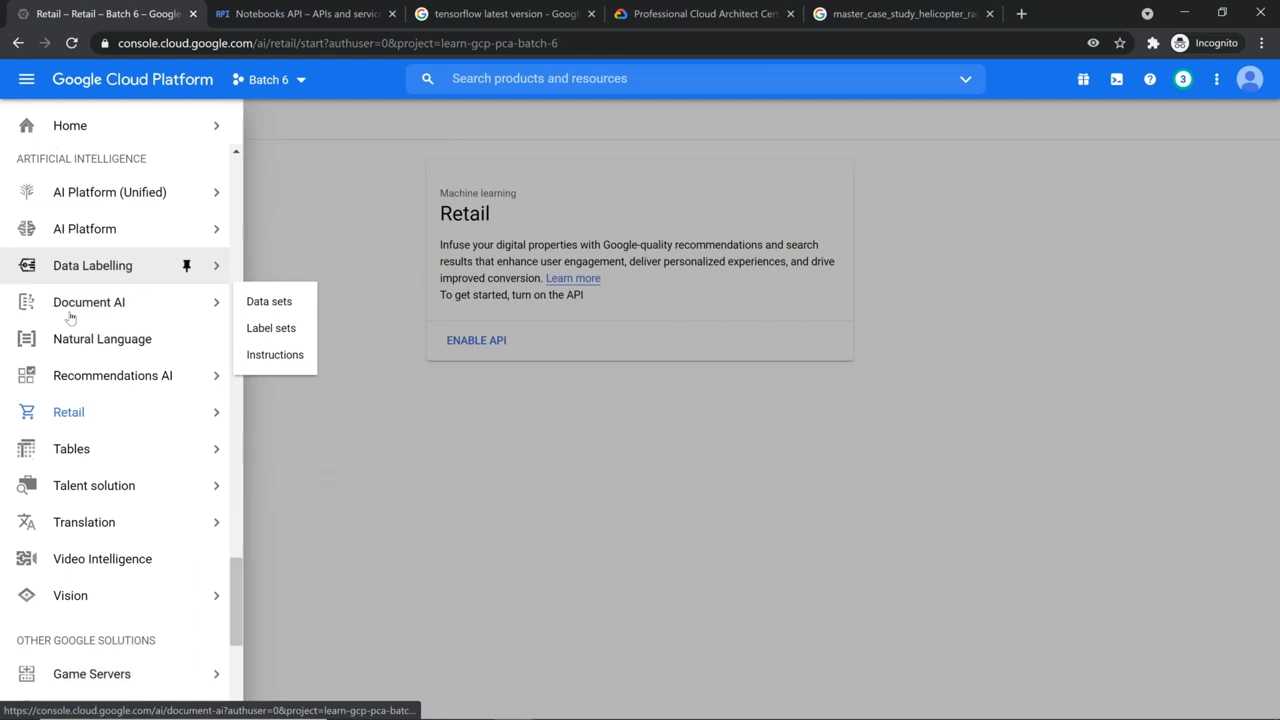 Retail – Retail – Batch 6 – Google
Notebooks API – APIs and service
tensorflow latest version - Google
Professional Cloud Architect Cert
master_case_study_helicopter_rac
console.cloud.google.com/ai/retail/start?authuser=0&project=learn-gcp-pca-batch-6
Incognito
Google Cloud Platform
Batch 6
Search products and resources
3
Home
ARTIFICIAL INTELLIGENCE
AI Platform (Unified)
AI Platform
Data Labelling
Document AI
Natural Language
Recommendations AI
Retail
Tables
Talent solution
Translation
Video Intelligence
Vision
OTHER GOOGLE SOLUTIONS
Game Servers
Data sets
Label sets
Instructions
Machine learning
Retail
Infuse your digital properties with Google-quality recommendations and search
results that enhance user engagement, deliver personalized experiences, and drive
improved conversion. Learn more
To get started, turn on the API
ENABLE API
https://console.cloud.google.com/ai/document-ai?authuser=0&project=learn-gcp-pca-batc...